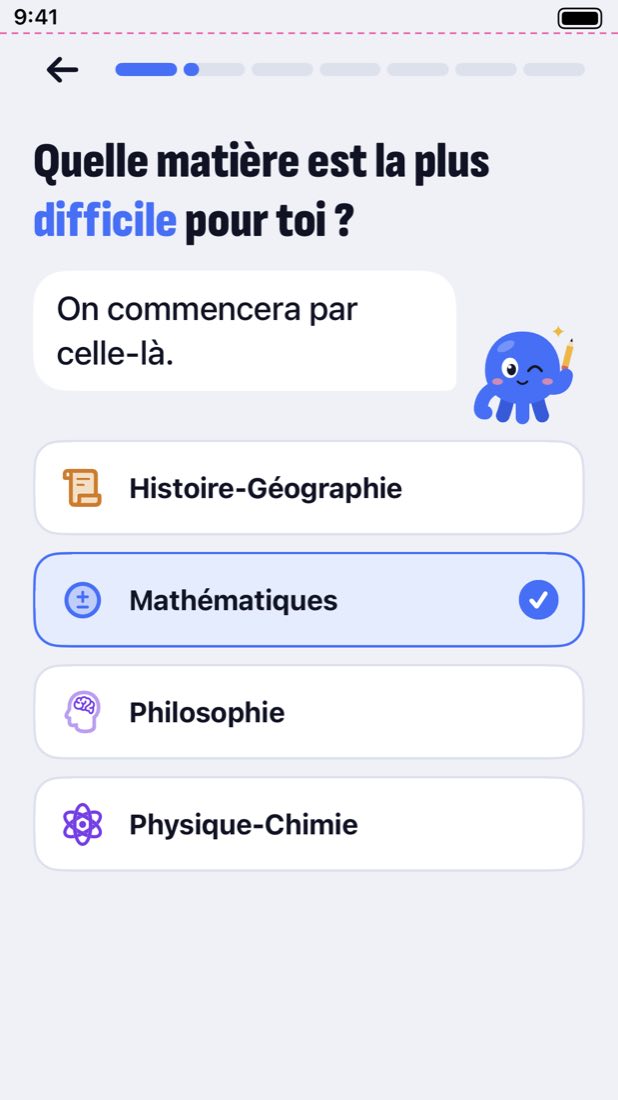 9:41
Quelle matière est la plus
difficile pour toi ?
On commencera par
celle-là.
Histoire-Géographie
Mathématiques
Philosophie
Physique-Chimie